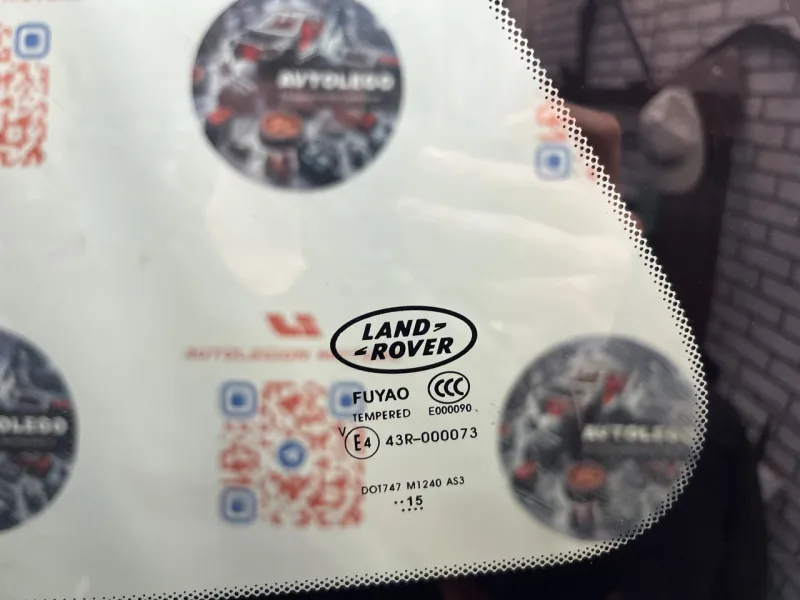 AVTOLEGO
LAND
ROVER
FUYAO CCC
TEMPERED E000090
V E4 43R-000073
AVTOLEGO
DOT747 M1240 AS3
..15
....